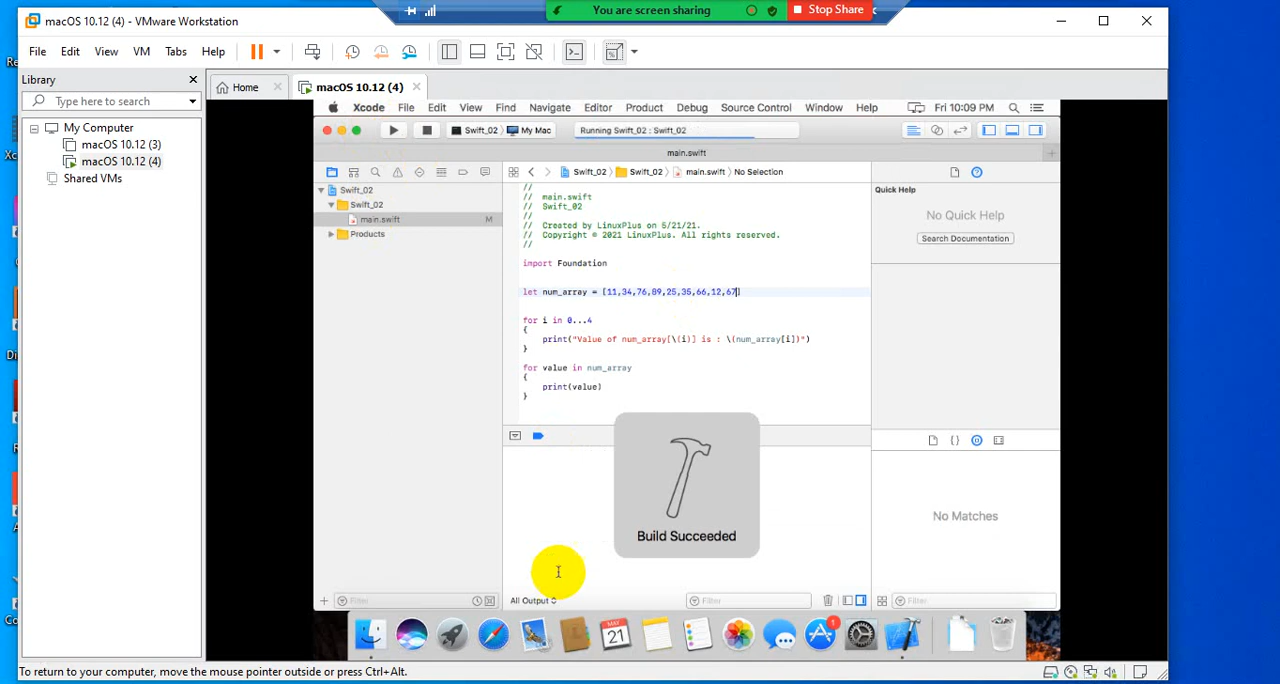 macOS 10.12 (4) - VMware Workstation
You are screen sharing
Stop Share
File Edit View VM Tabs Help
Library
Type here to search
My Computer
macOS 10.12 (3)
macOS 10.12 (4)
Shared VMs
Home
macOS 10.12 (4)
Xcode File Edit View Find Navigate Editor Product Debug Source Control Window Help Fri 10:09 PM
Swift_02 My Mac
Running Swift_02 : Swift_02
main.swift
Swift_02
Swift_02
main.swift M
Products
Swift_02 Swift_02 main.swift No Selection
//
// main.swift
// Swift_02
//
// Created by LinuxPlus on 5/21/21.
// Copyright © 2021 LinuxPlus. All rights reserved.
//
import Foundation
let num_array = [11,34,76,89,25,35,66,12,67]
for i in 0...4
{
print("Value of num_array[\(i)] is : \(num_array[i])")
}
for value in num_array
{
print(value)
}
Build Succeeded
Quick Help
No Quick Help
Search Documentation
No Matches
Filter
All Output
Filter
Filter
MAY
21
1
To return to your computer, move the mouse pointer outside or press Ctrl+Alt.